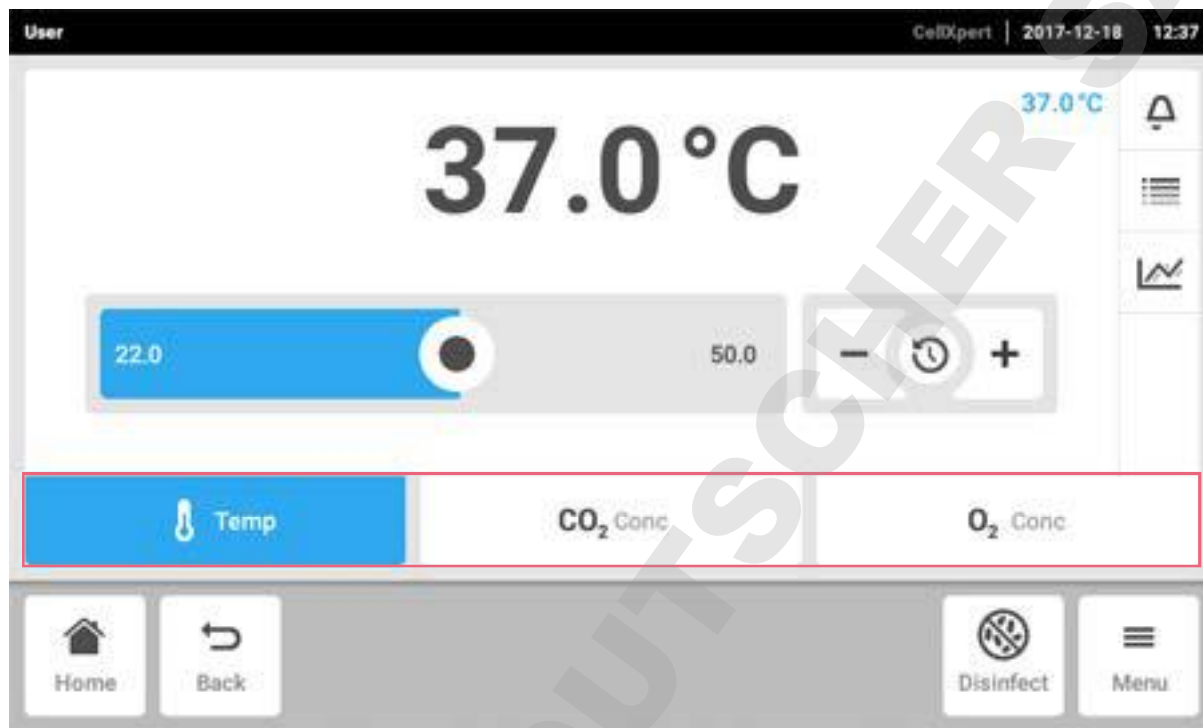 User
CellXpert | 2017-12-18 12:37
37.0 °C
37.0 °C
22.0
50.0
− +
Temp
CO₂ Conc
O₂ Conc
Home
Back
Disinfect
Menu